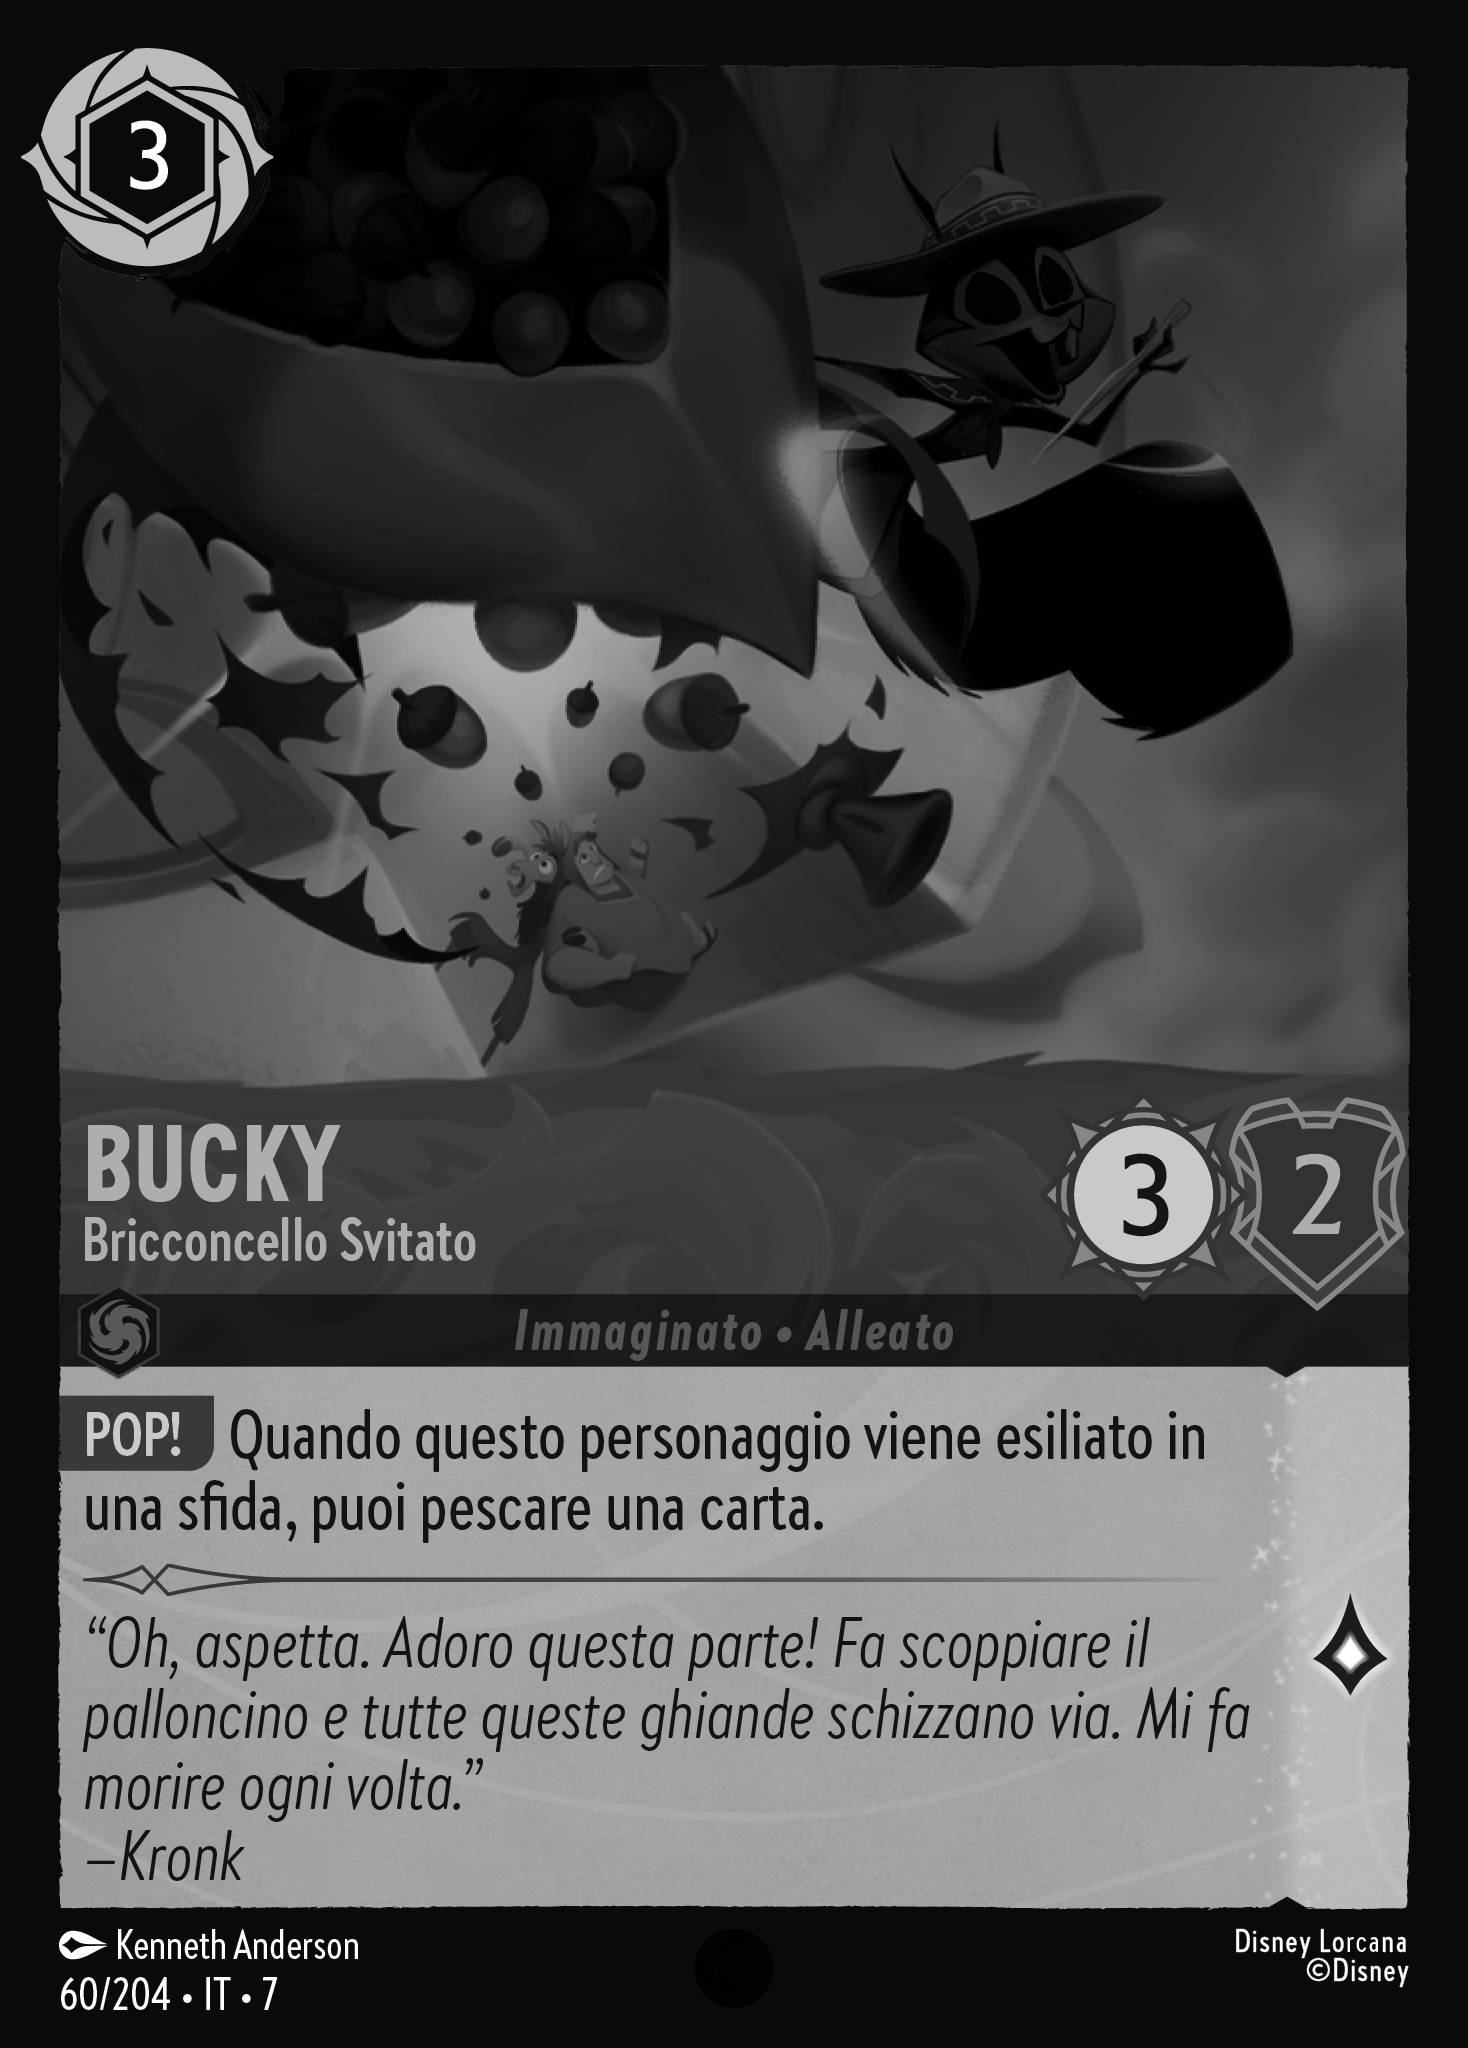 3
BUCKY
Bricconcello Svitato
3
2
Immaginato • Alleato
POP! Quando questo personaggio viene esiliato in
una sfida, puoi pescare una carta.
“Oh, aspetta. Adoro questa parte! Fa scoppiare il
palloncino e tutte queste ghiande schizzano via. Mi fa
morire ogni volta.”
–Kronk
Kenneth Anderson
60/204 • IT • 7
Disney Lorcana
©Disney